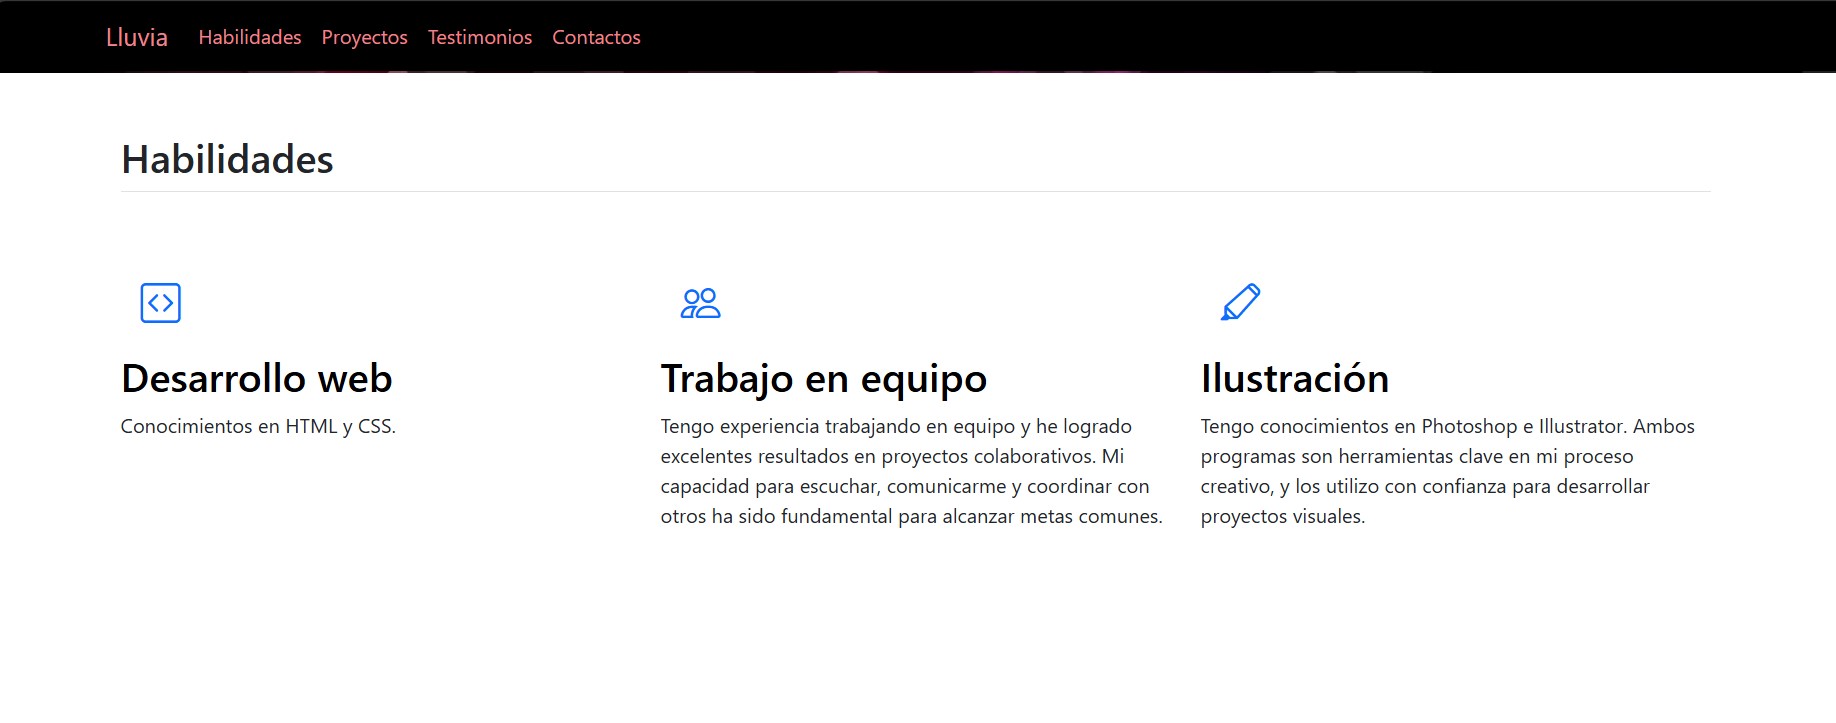 Lluvia Habilidades Proyectos Testimonios Contactos
Habilidades
Desarrollo web
Conocimientos en HTML y CSS.
Trabajo en equipo
Tengo experiencia trabajando en equipo y he logrado
excelentes resultados en proyectos colaborativos. Mi
capacidad para escuchar, comunicarme y coordinar con
otros ha sido fundamental para alcanzar metas comunes.
Ilustración
Tengo conocimientos en Photoshop e Illustrator. Ambos
programas son herramientas clave en mi proceso
creativo, y los utilizo con confianza para desarrollar
proyectos visuales.